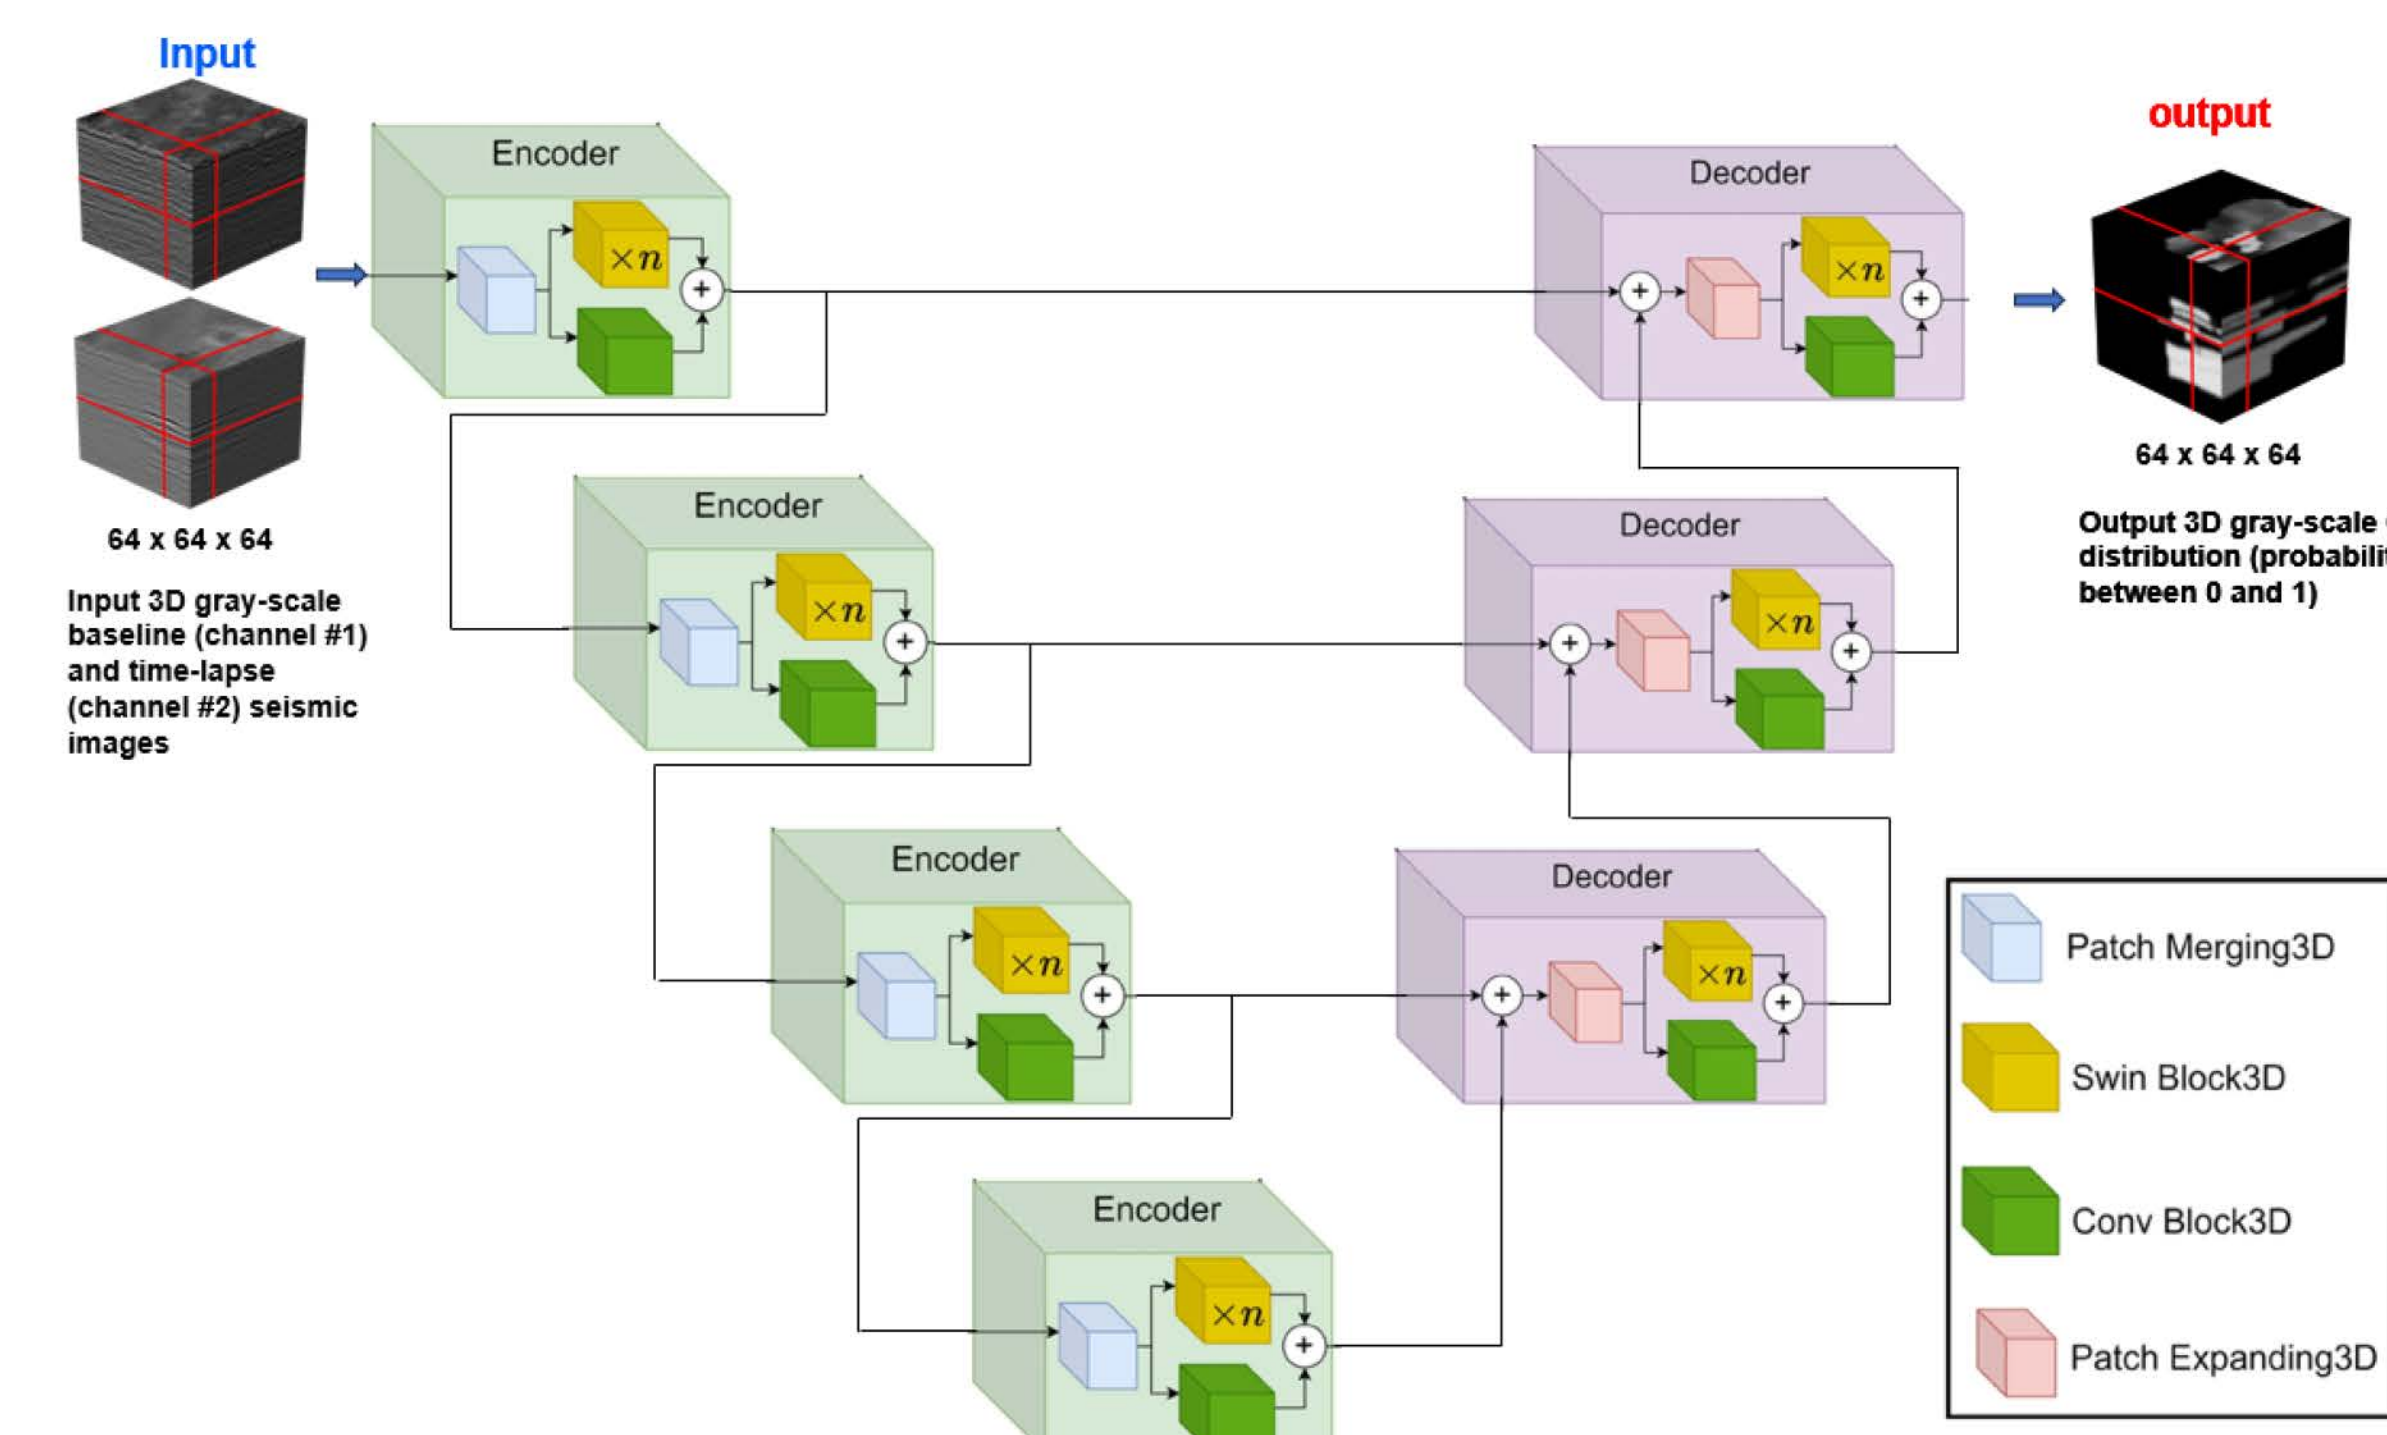 Input
64 x 64 x 64
Input 3D gray-scale
baseline (channel #1)
and time-lapse
(channel #2) seismic
images
Encoder
×n
+
Encoder
×n
+
Encoder
×n
+
Encoder
×n
+
Decoder
+
×n
+
Decoder
+
×n
+
Decoder
+
×n
+
output
64 x 64 x 64
Output 3D gray-scale
distribution
between 0 and 1)
Patch Merging3D
Swin Block3D
Conv Block3D
Patch Expanding3D